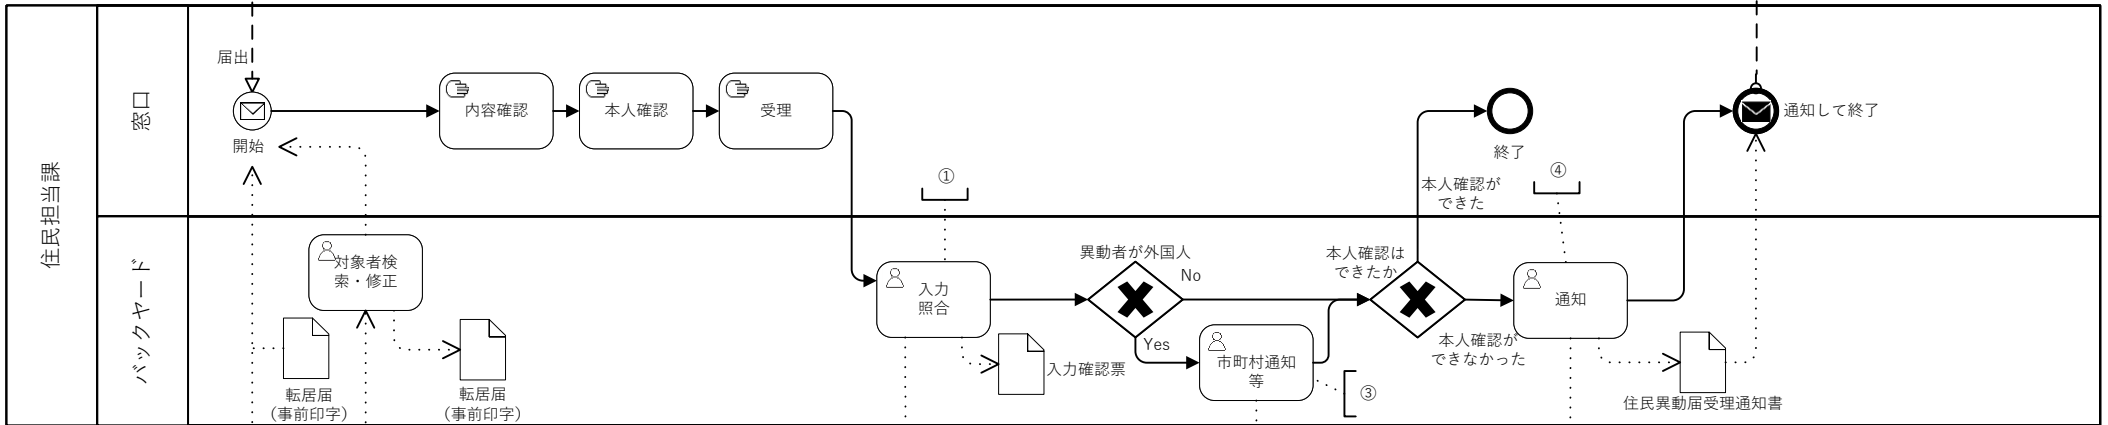 住民担当課
窓口
バックヤード
届出
開始
内容確認
本人確認
受理
①
終了
本人確認が
できた
④
通知して終了
対象者検
索・修正
転居届
（事前印字）
転居届
（事前印字）
入力
照合
入力確認票
異動者が外国人
No
Yes
市町村通知
等
③
本人確認は
できたか
本人確認が
できなかった
通知
住民異動届受理通知書